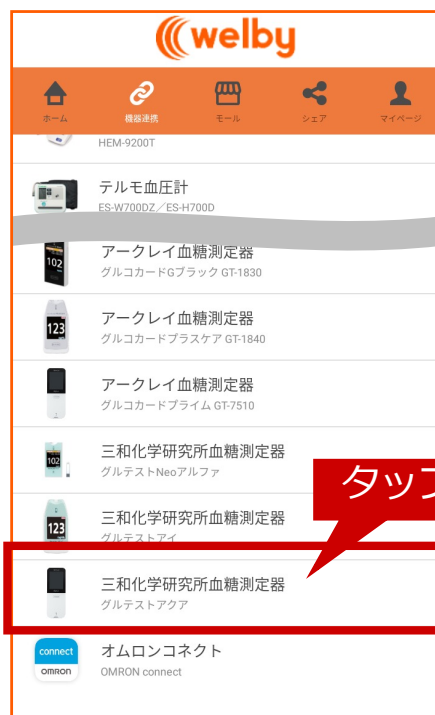 welby
ホーム 機器連携 モール シェア マイページ
HEM-9200T
テルモ血圧計
ES-W700DZ／ES-H700D
アークレイ血糖測定器
グルコカードGブラック GT-1830
102
アークレイ血糖測定器
グルコカードプラスケア GT-1840
123
アークレイ血糖測定器
グルコカードプライム GT-7510
三和化学研究所血糖測定器
グルテストNeoアルファ
102
タップ
三和化学研究所血糖測定器
グルテストアイ
123
三和化学研究所血糖測定器
グルテストアクア
connect
OMRON
オムロンコネクト
OMRON connect